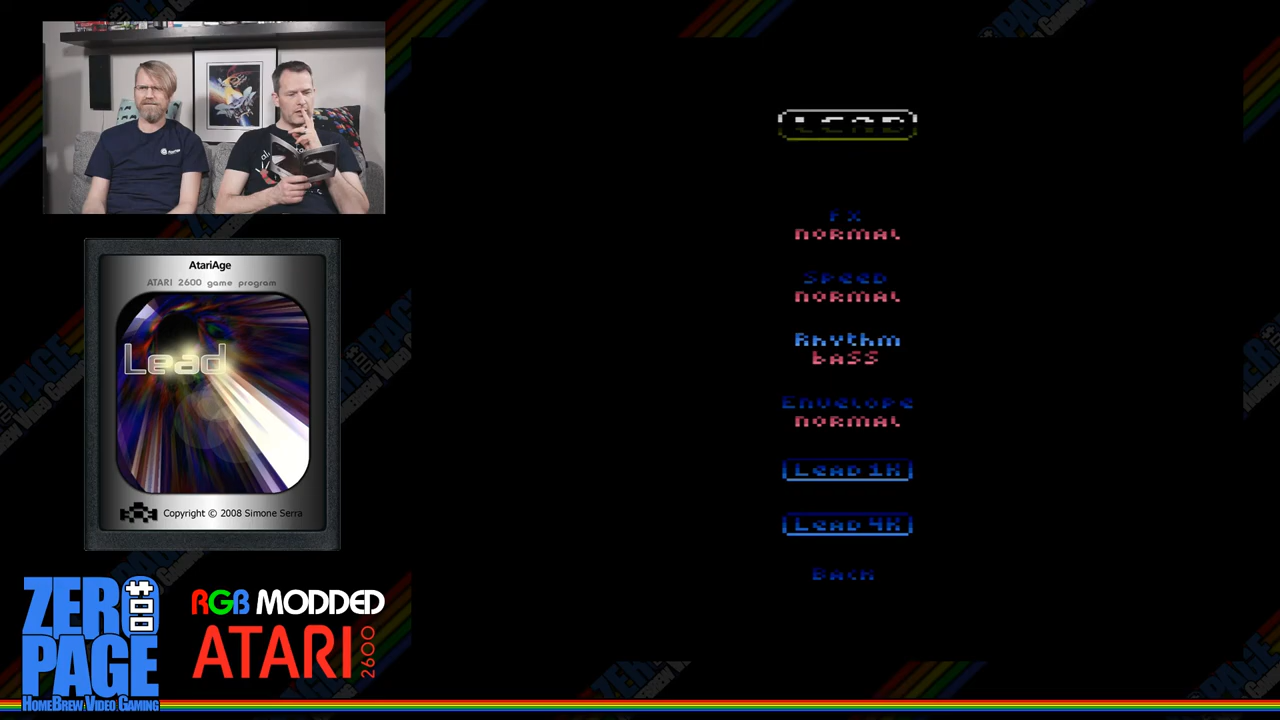 AtariAge
ATARI 2600 game program
Lead
Copyright © 2008 Simone Serra
ZERO
PAGE
HOMEBREW VIDEO GAMING
RGB MODDED
ATARI
2600
LEAD
FX
NORMAL
Speed
NORMAL
Rhythm
baSS
Envelope
NORMAL
Lead 1K
Lead 4K
Back